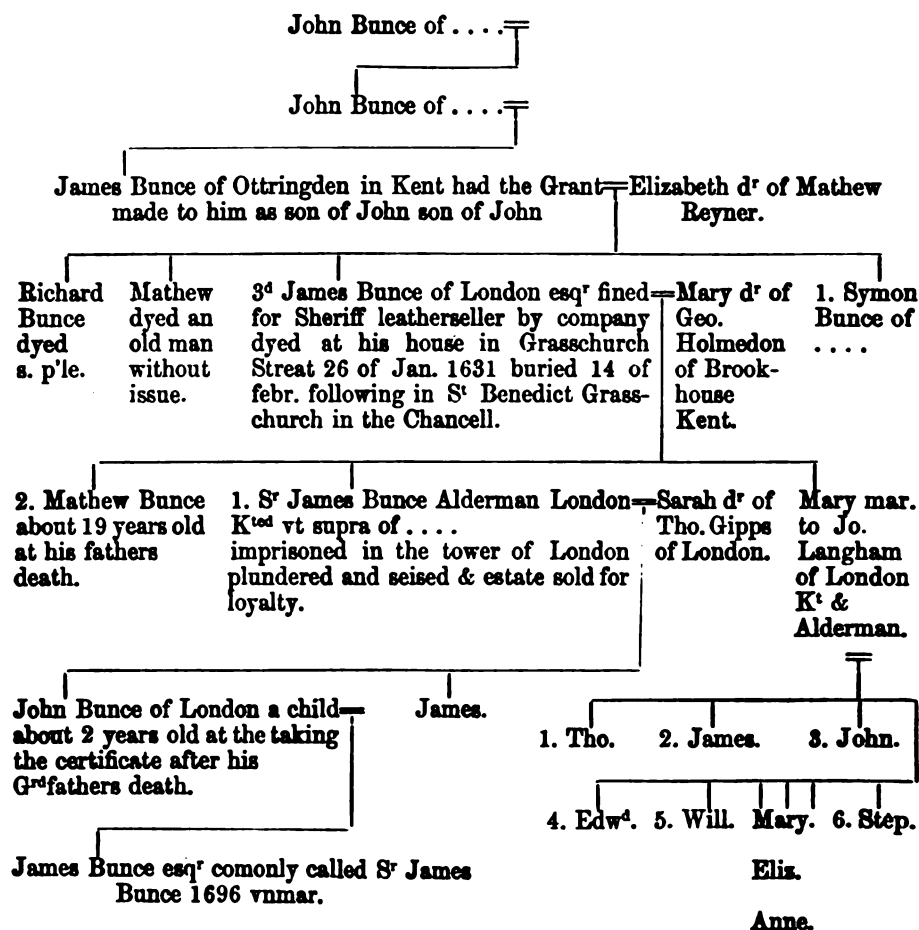 John Bunce of . . . .
John Bunce of . . . .
James Bunce of Ottringden in Kent had the Grant
made to him as son of John son of John
Elizabeth dʳ of Mathew
Reyner.
Richard
Bunce
dyed
s. p'le.
Mathew
dyed an
old man
without
issue.
3ᵈ James Bunce of London esqʳ fined
for Sheriff leatherseller by company
dyed at his house in Grasschurch
Streat 26 of Jan. 1631 buried 14 of
febr. following in Sᵗ Benedict Grass-
church in the Chancell.
Mary dʳ of
Geo.
Holmedon
of Brook-
house
Kent.
1. Symon
Bunce of
. . . .
2. Mathew Bunce
about 19 years old
at his fathers
death.
1. Sʳ James Bunce Alderman London
Kᵗᵉᵈ vt supra of . . . .
imprisoned in the tower of London
plundered and seised & estate sold for
loyalty.
Sarah dʳ of
Tho. Gipps
of London.
Mary mar.
to Jo.
Langham
of London
Kᵗ &
Alderman.
John Bunce of London a child
about 2 years old at the taking
the certificate after his
Gʳᵈfathers death.
James.
1. Tho. 2. James. 3. John.
4. Edwᵈ. 5. Will. Mary. 6. Step.
Eliz.
Anne.
James Bunce esqʳ comonly called Sʳ James
Bunce 1696 vnmar.